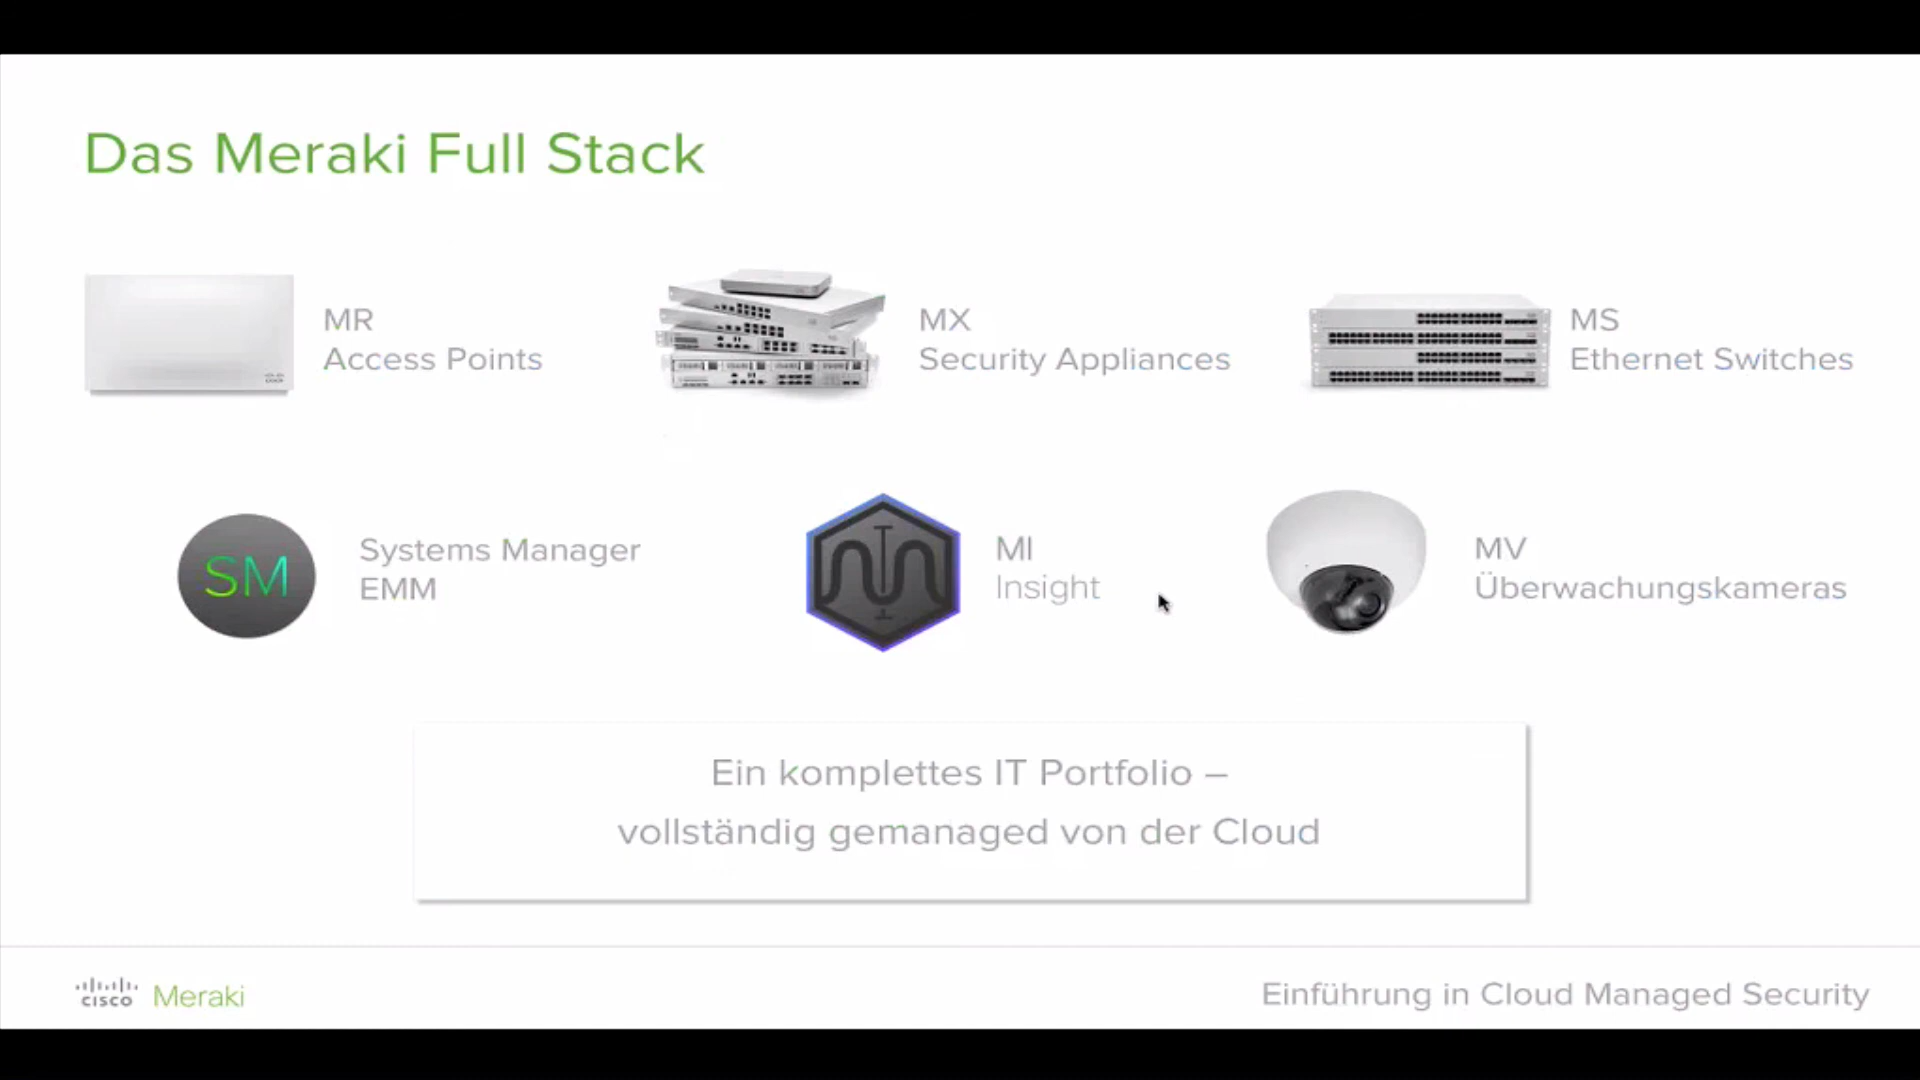 Das Meraki Full Stack
MR
Access Points
MX
Security Appliances
MS
Ethernet Switches
SM
Systems Manager
EMM
MI
Insight
MV
Überwachungskameras
Ein komplettes IT Portfolio –
vollständig gemanaged von der Cloud
cisco Meraki
Einführung in Cloud Managed Security